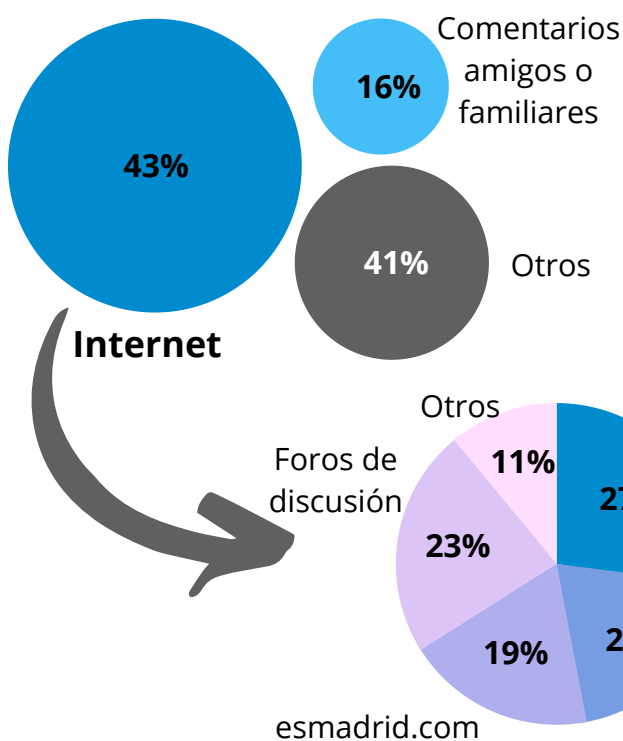 Comentarios
amigos o
familiares
16%
43%
41%
Otros
Internet
Otros
11%
Foros de
discusión
23%
19%
esmadrid.com